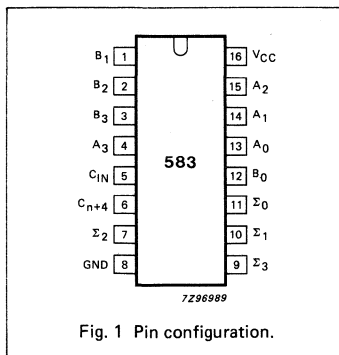 B1 1 16 VCC
B2 2 15 A2
B3 3 14 A1
A3 4 13 A0
583
CIN 5 12 B0
Cn+4 6 11 Σ0
Σ2 7 10 Σ1
GND 8 9 Σ3
7Z96989
Fig. 1 Pin configuration.